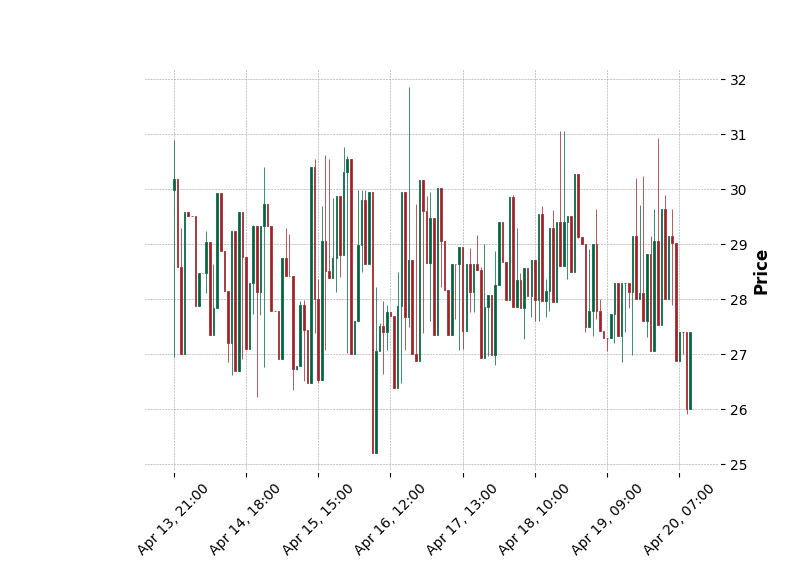 32
31
30
29
28
27
26
25
Price
Apr 13, 21:00
Apr 14, 18:00
Apr 15, 15:00
Apr 16, 12:00
Apr 17, 13:00
Apr 18, 10:00
Apr 19, 09:00
Apr 20, 07:00